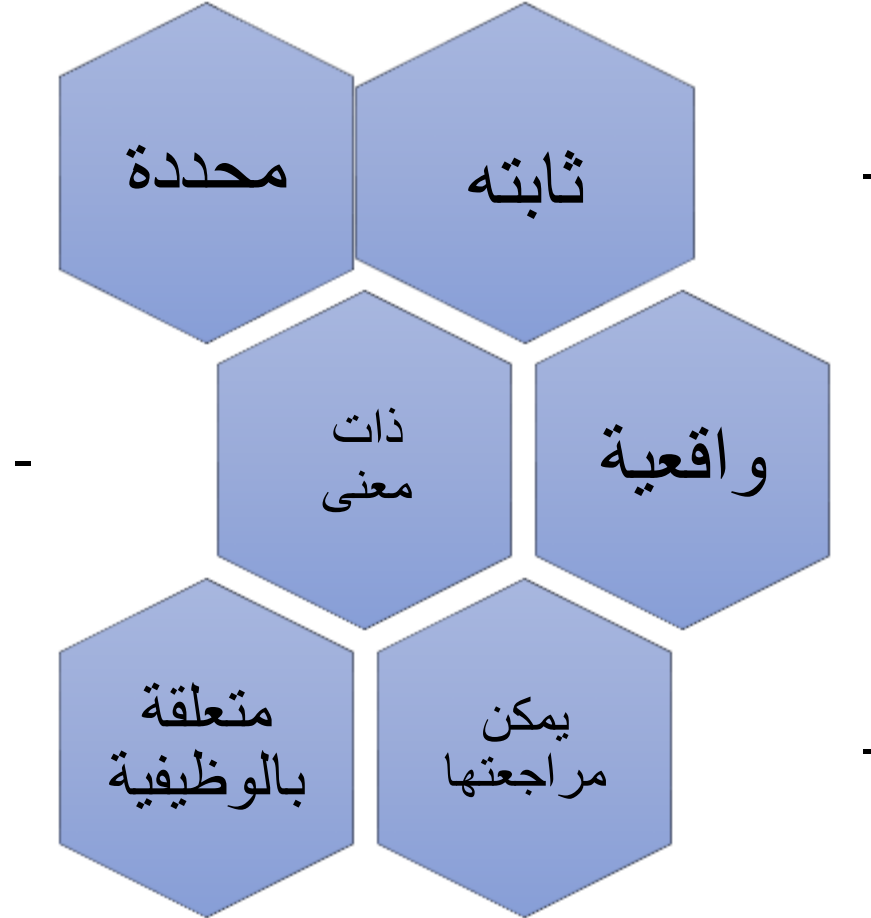 ثابته
محددة
-
واقعية
ذات
معنى
-
يمكن
مراجعتها
متعلقة
بالوظيفية
-